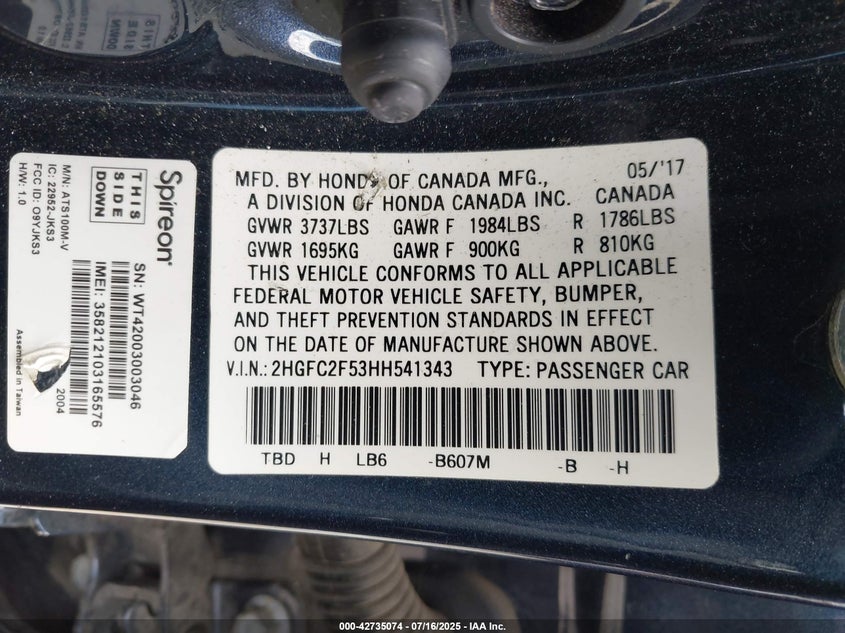 Spireon
THIS
SIDE
DOWN
M/N: ATS100M-V
IC: 22952-JKS3
FCC ID: O9YJKS3
H/W: 1.0
SN: WT42003003046
IMEI: 358212103165576
2004
Assembled in Taiwan
05/'17
MFD. BY HONDA OF CANADA MFG.,
A DIVISION OF HONDA CANADA INC. CANADA
GVWR 3737LBS GAWR F 1984LBS R 1786LBS
GVWR 1695KG GAWR F 900KG R 810KG
THIS VEHICLE CONFORMS TO ALL APPLICABLE
FEDERAL MOTOR VEHICLE SAFETY, BUMPER,
AND THEFT PREVENTION STANDARDS IN EFFECT
ON THE DATE OF MANUFACTURE SHOWN ABOVE.
V.I.N.: 2HGFC2F53HH541343 TYPE: PASSENGER CAR
TBD H LB6 -B607M -B -H
000-42735074 - 07/16/2025 - IAA Inc.